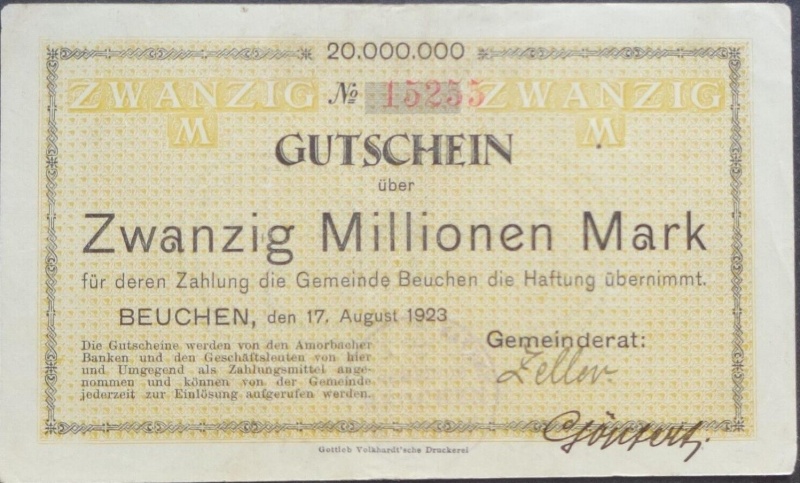 20.000.000
ZWANZIG № 15255 ZWANZIG
M M
GUTSCHEIN
über
Zwanzig Millionen Mark
für deren Zahlung die Gemeinde Beuchen die Haftung übernimmt.
BEUCHEN, den 17. August 1923
Die Gutscheine werden von den Amorbacher
Banken und den Geschäftsleuten von hier
und Umgegend als Zahlungsmittel ange-
nommen und können von der Gemeinde
jederzeit zur Einlösung aufgerufen werden.
Gemeinderat:
Zeller.
Gottlieb Volkhardt'sche Druckerei